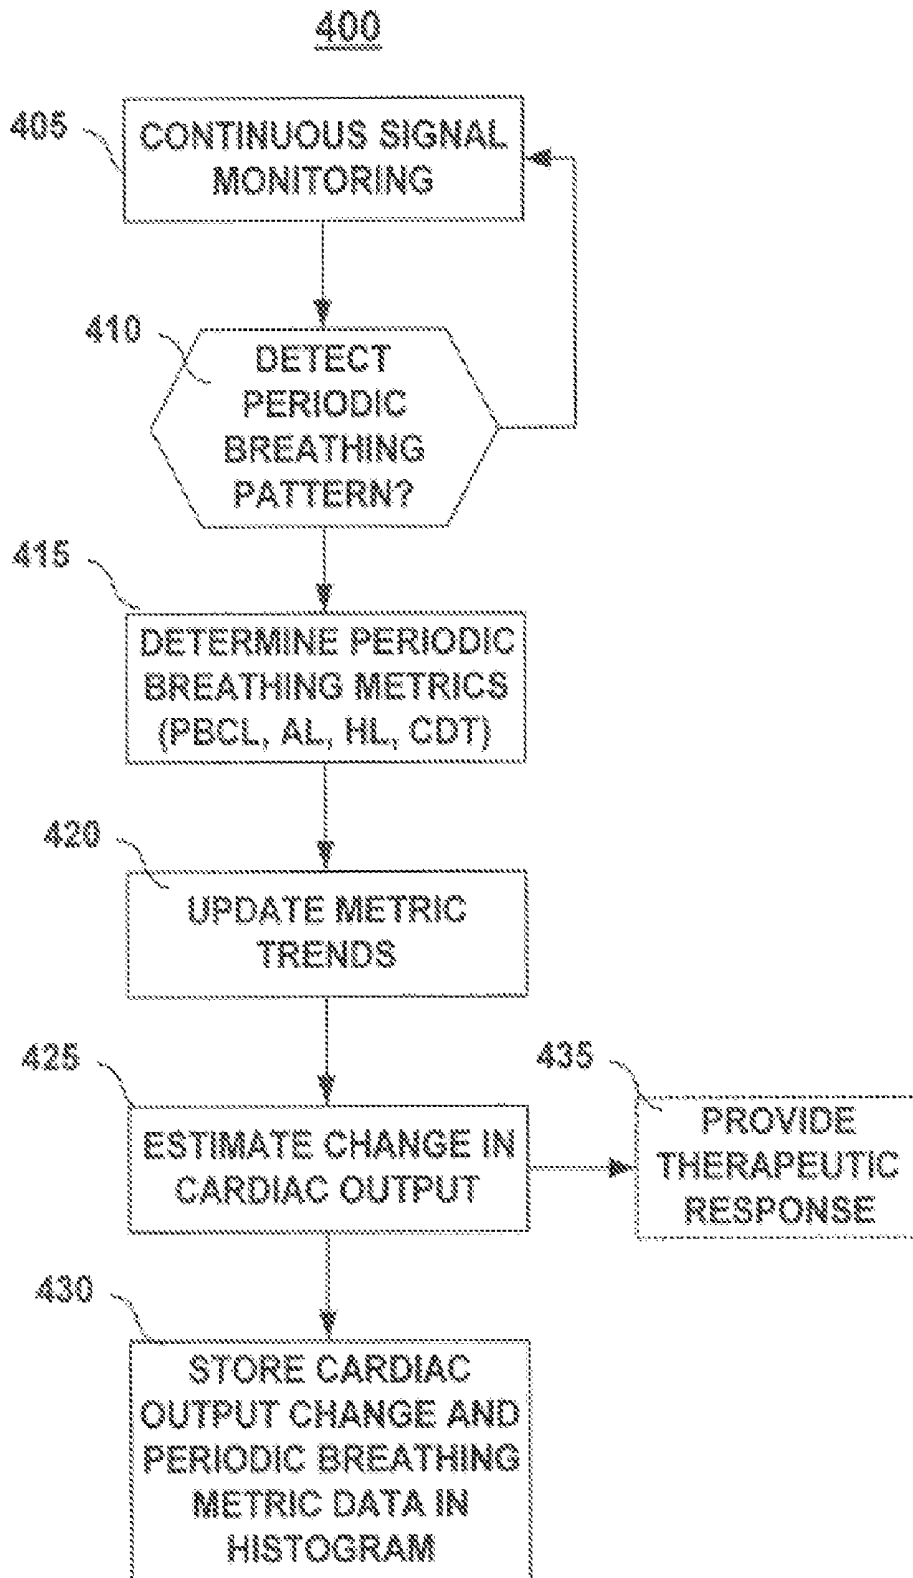 400
405
CONTINUOUS SIGNAL
MONITORING
410
DETECT
PERIODIC
BREATHING
PATTERN?
415
DETERMINE PERIODIC
BREATHING METRICS
(PBCL, AL, HL, CDT)
420
UPDATE METRIC
TRENDS
425
ESTIMATE CHANGE IN
CARDIAC OUTPUT
435
PROVIDE
THERAPEUTIC
RESPONSE
430
STORE CARDIAC
OUTPUT CHANGE AND
PERIODIC BREATHING
METRIC DATA IN
HISTOGRAM